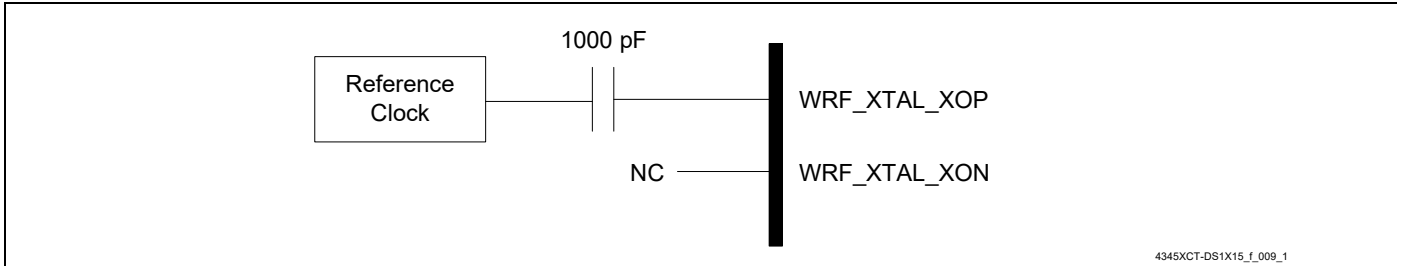 1000 pF
Reference
Clock
WRF_XTAL_XOP
NC
WRF_XTAL_XON
4345XCT-DS1X15_f_009_1